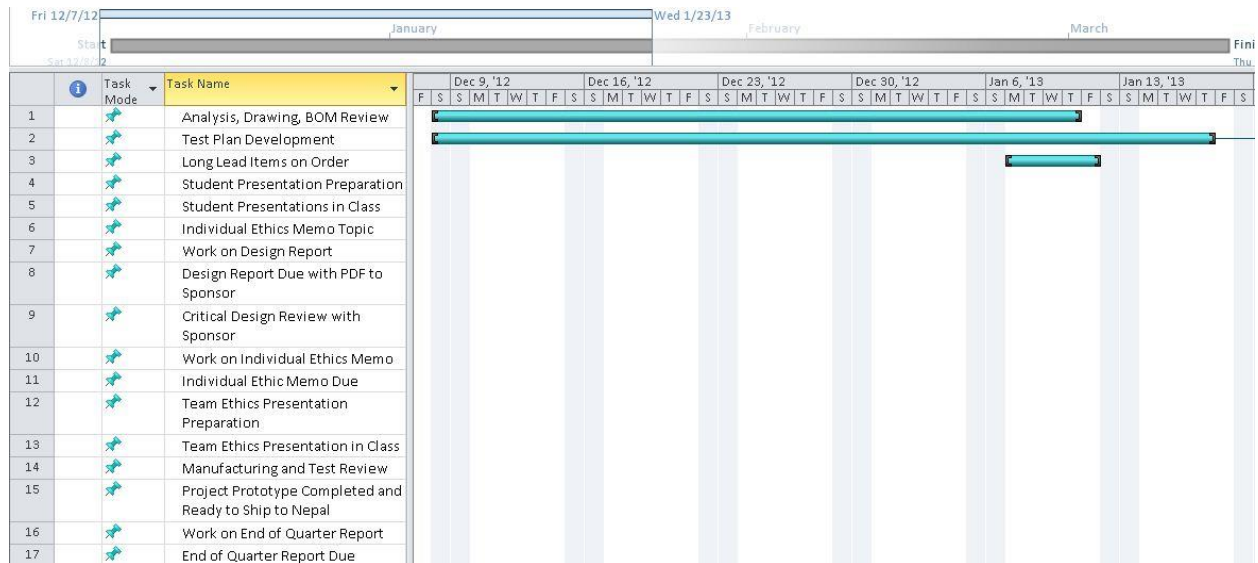 Fri 12/7/12 Wed 1/23/13
January February March
Start Fini
Sat 12/8/12 Thu
Task Mode Task Name
Dec 9, '12 Dec 16, '12 Dec 23, '12 Dec 30, '12 Jan 6, '13 Jan 13, '13
F S S M T W T F S S M T W T F S S M T W T F S S M T W T F S S M T W T F S S M T W T F S
1 Analysis, Drawing, BOM Review
2 Test Plan Development
3 Long Lead Items on Order
4 Student Presentation Preparation
5 Student Presentations in Class
6 Individual Ethics Memo Topic
7 Work on Design Report
8 Design Report Due with PDF to
Sponsor
9 Critical Design Review with
Sponsor
10 Work on Individual Ethics Memo
11 Individual Ethic Memo Due
12 Team Ethics Presentation
Preparation
13 Team Ethics Presentation in Class
14 Manufacturing and Test Review
15 Project Prototype Completed and
Ready to Ship to Nepal
16 Work on End of Quarter Report
17 End of Quarter Report Due